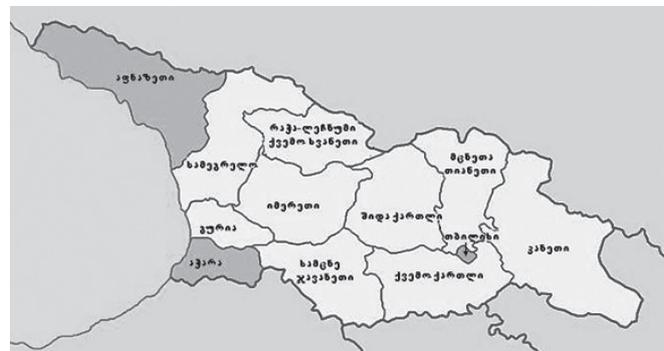 აფხაზეთი
რაჭა-ლეჩხუმი
ქვემო სვანეთი
სამეგრელო
მცხეთა
თიანეთი
იმერეთი
შიდა ქართლი
გურია
თბილისი
კახეთი
აჭარა
სამცხე
ჯავახეთი
ქვემო ქართლი